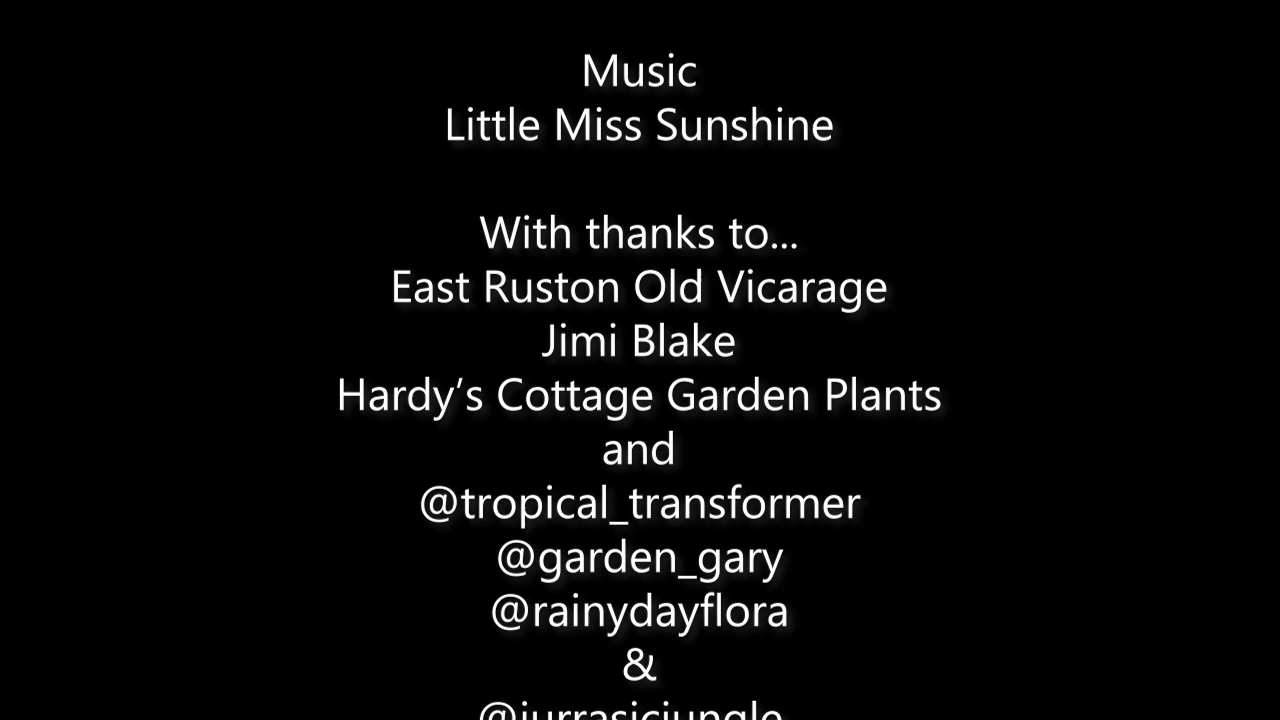 Music
Little Miss Sunshine
With thanks to...
East Ruston Old Vicarage
Jimi Blake
Hardy’s Cottage Garden Plants
and
@tropical_transformer
@garden_gary
@rainydayflora
&